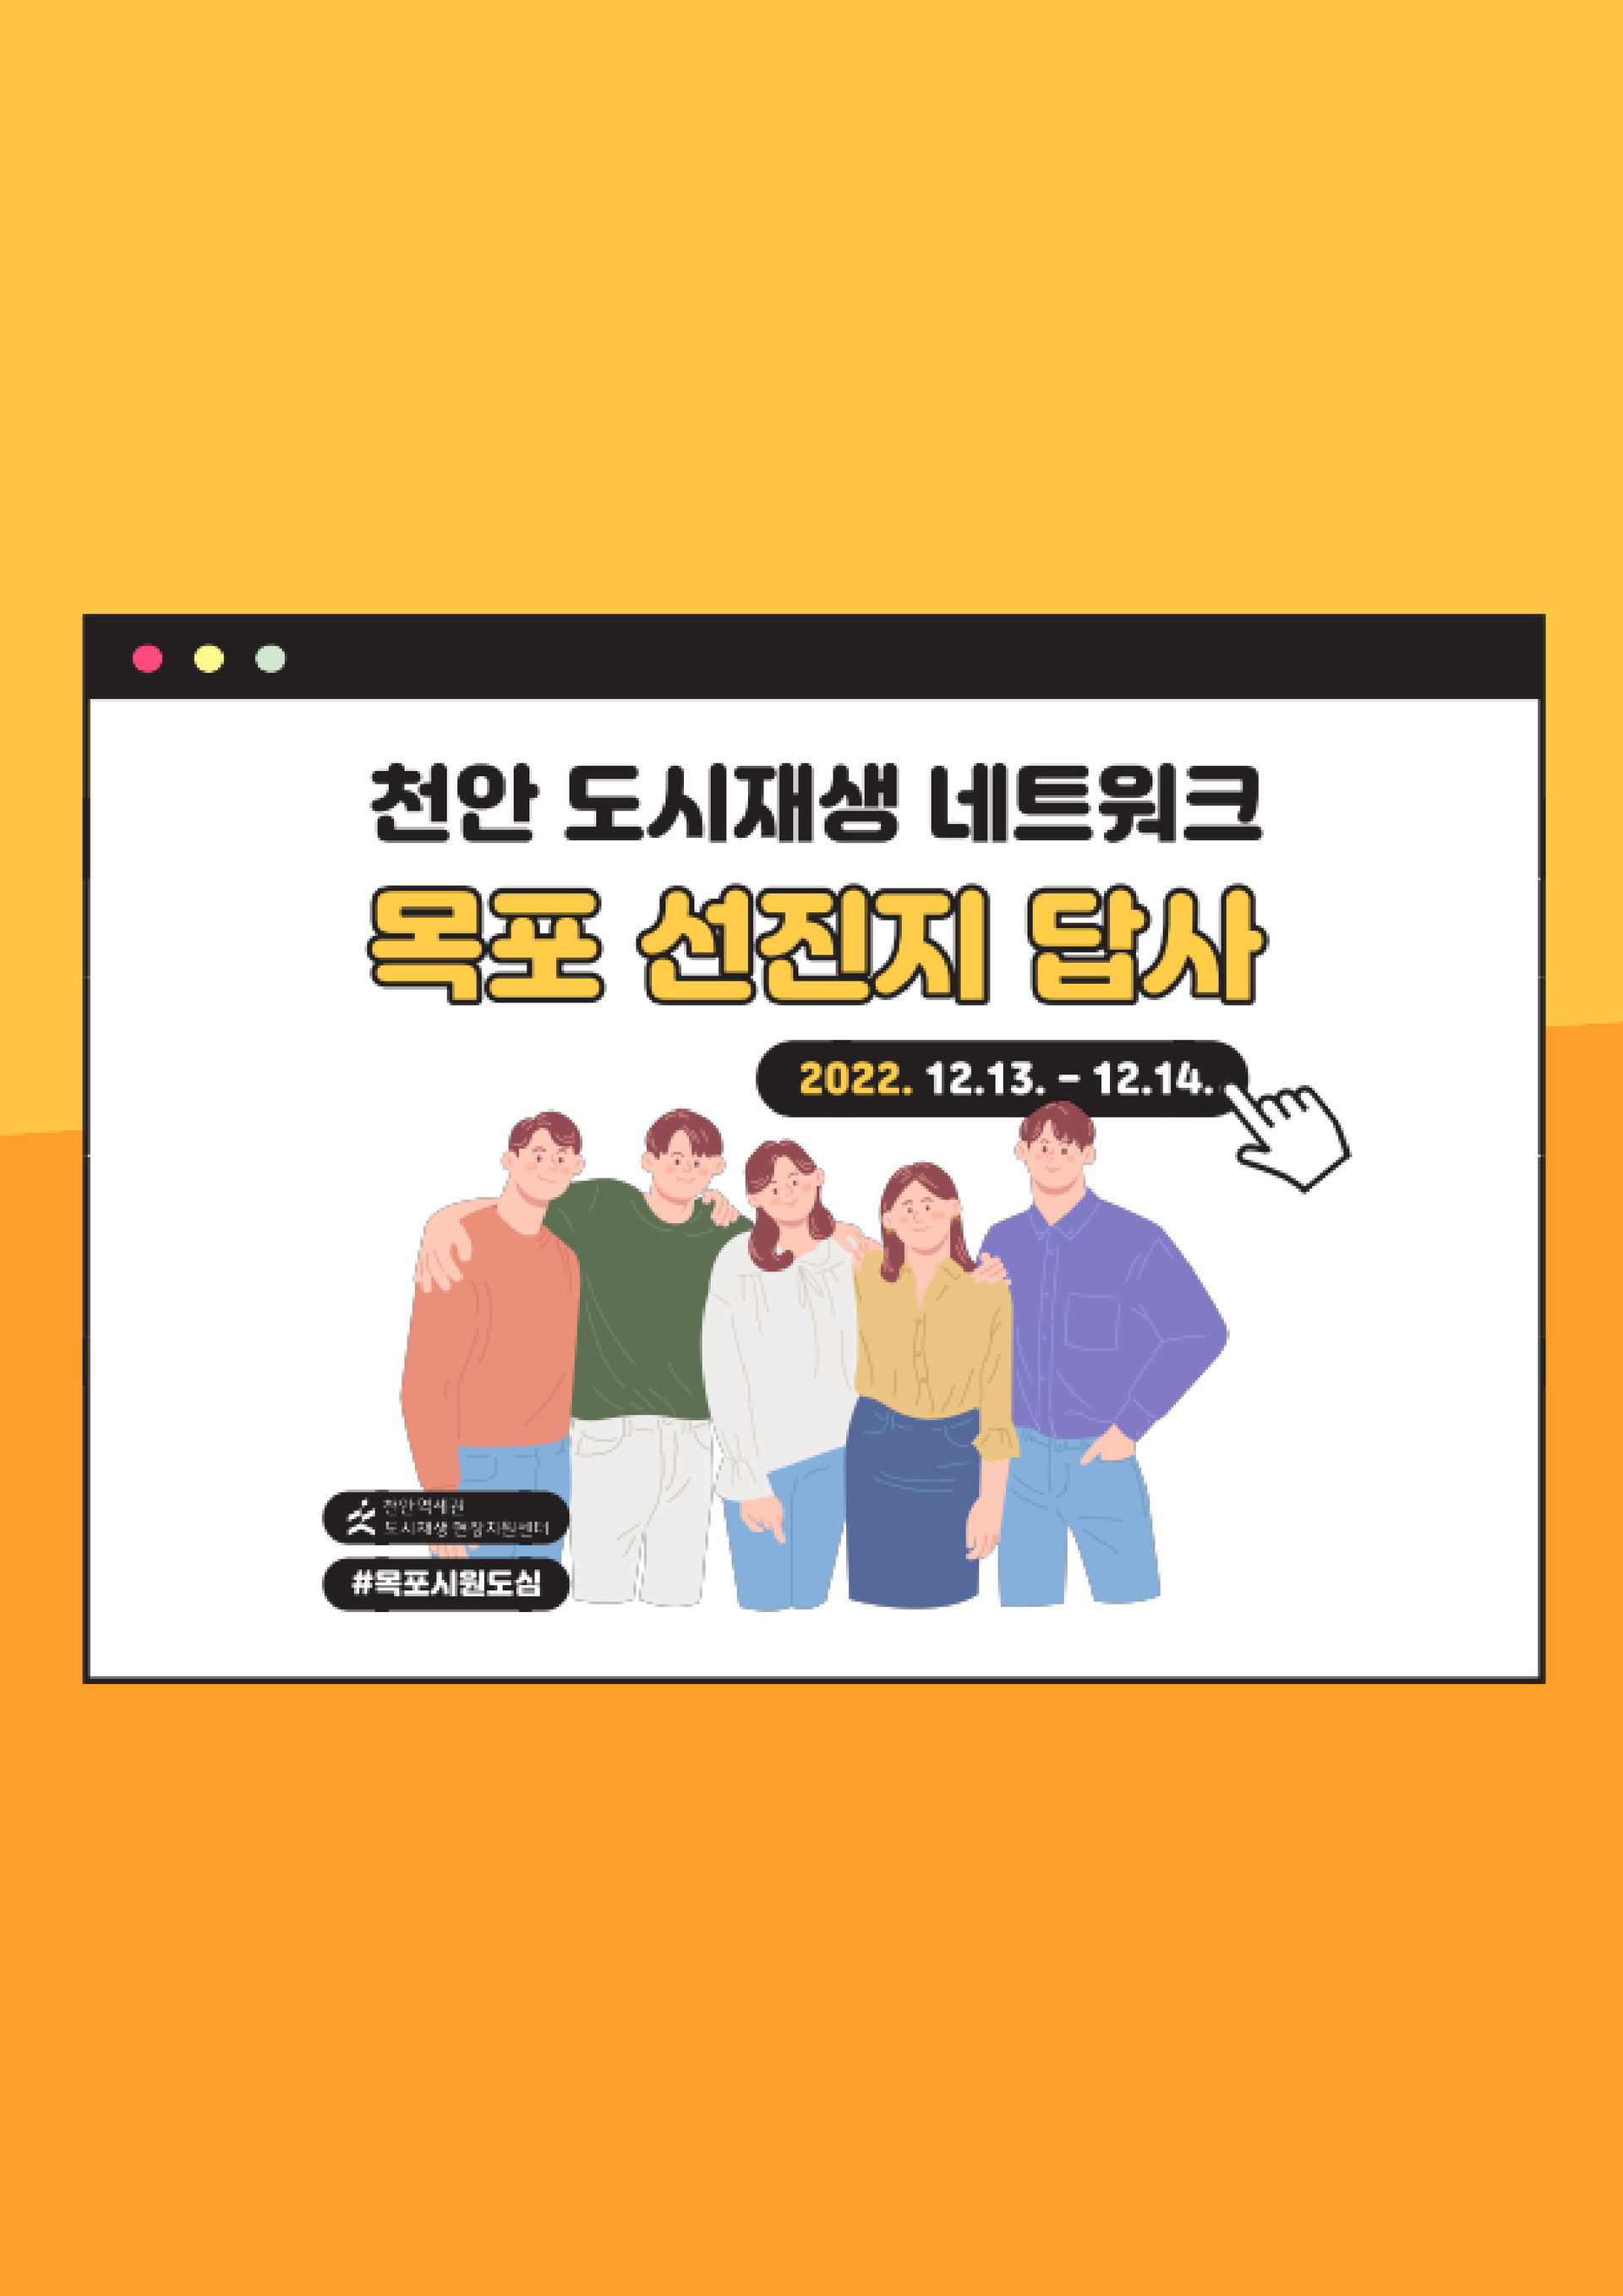 천안 도시재생 네트워크
목포 선진지 답사
2022. 12.13. - 12.14.
천안역세권
도시재생 현장지원센터
#목포시원도심